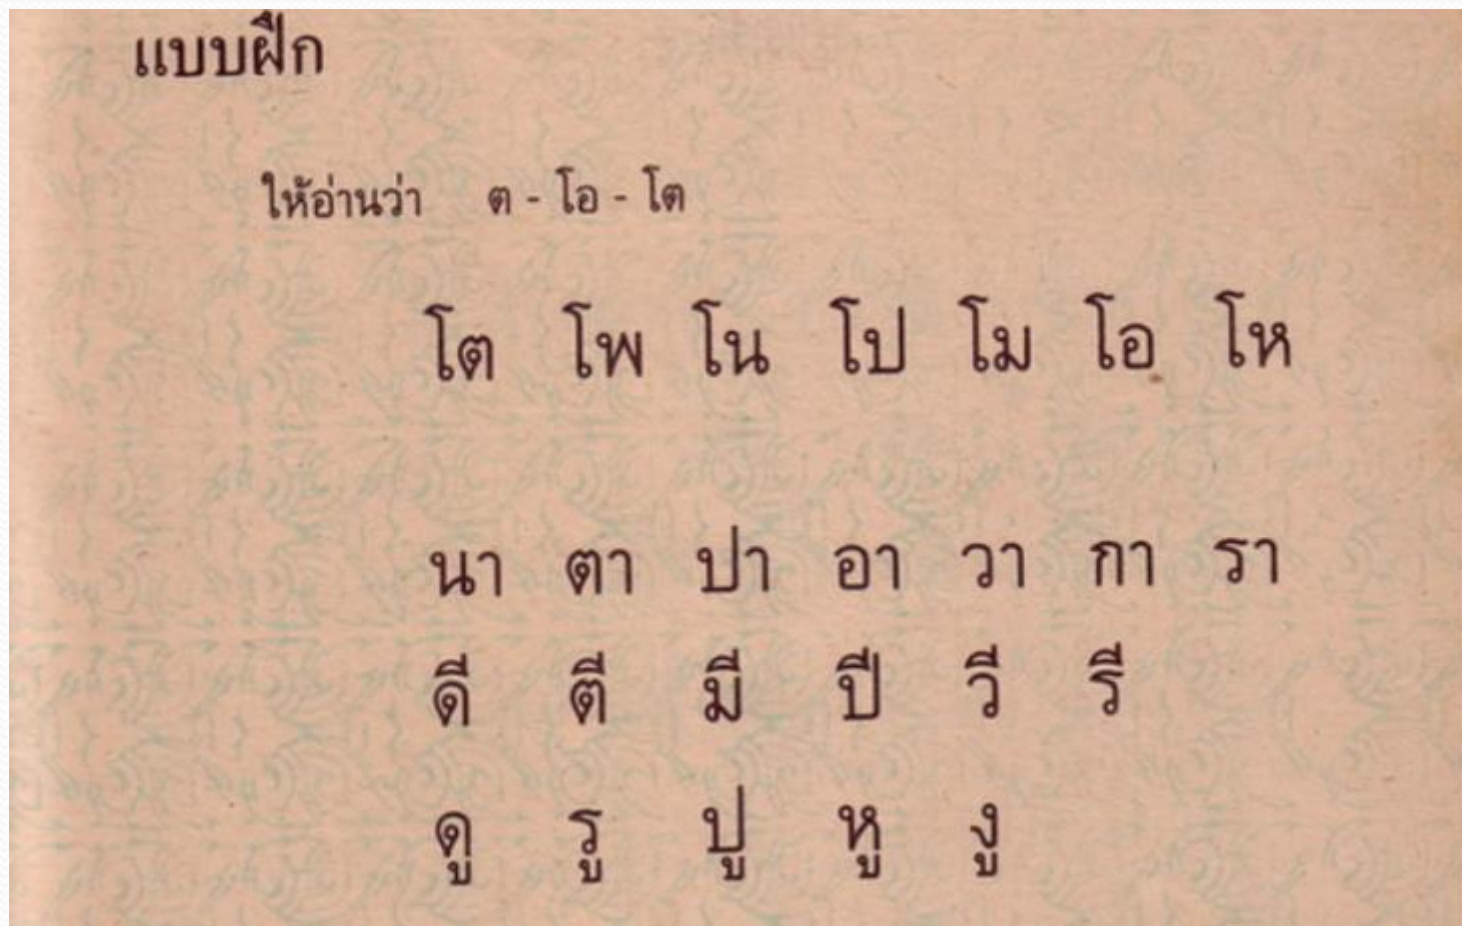 แบบฝึก
ให้อ่านว่า ต - โอ - โต
โต โพ โน โป โม โอ โห
นา ตา ปา อา วา กา รา
ดี ตี มี ปี วี รี
ดู รู ปู หู งู